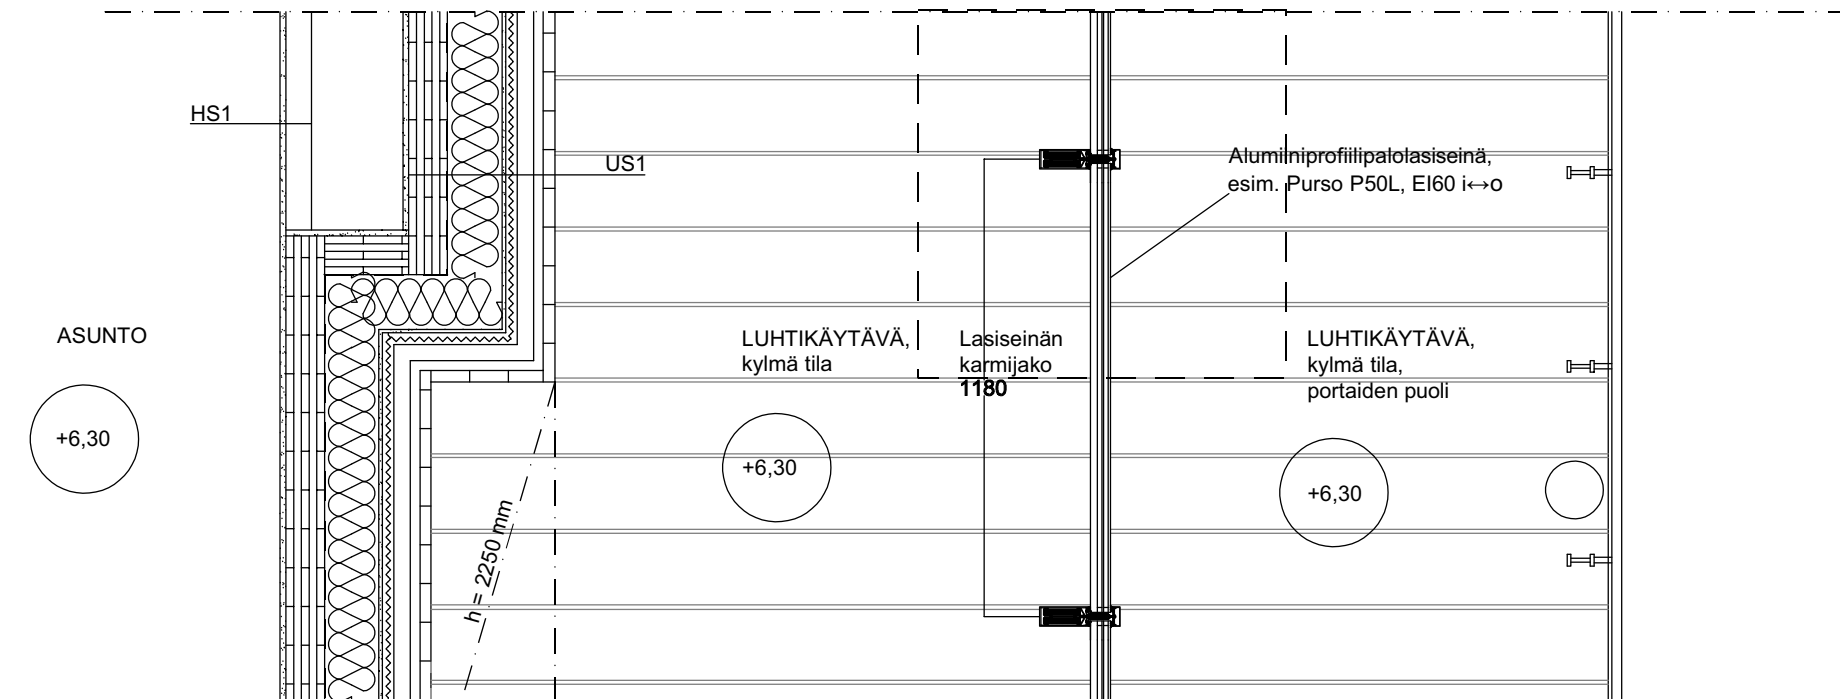 HS1
US1
Alumiiniprofiilipalolasiseinä,
esim. Purso P50L, EI60 i↔o
ASUNTO
+6,30
LUHTIKÄYTÄVÄ,
kylmä tila
+6,30
Lasiseinän
karmijako
1180
LUHTIKÄYTÄVÄ,
kylmä tila,
portaiden puoli
+6,30
h = 2250 mm